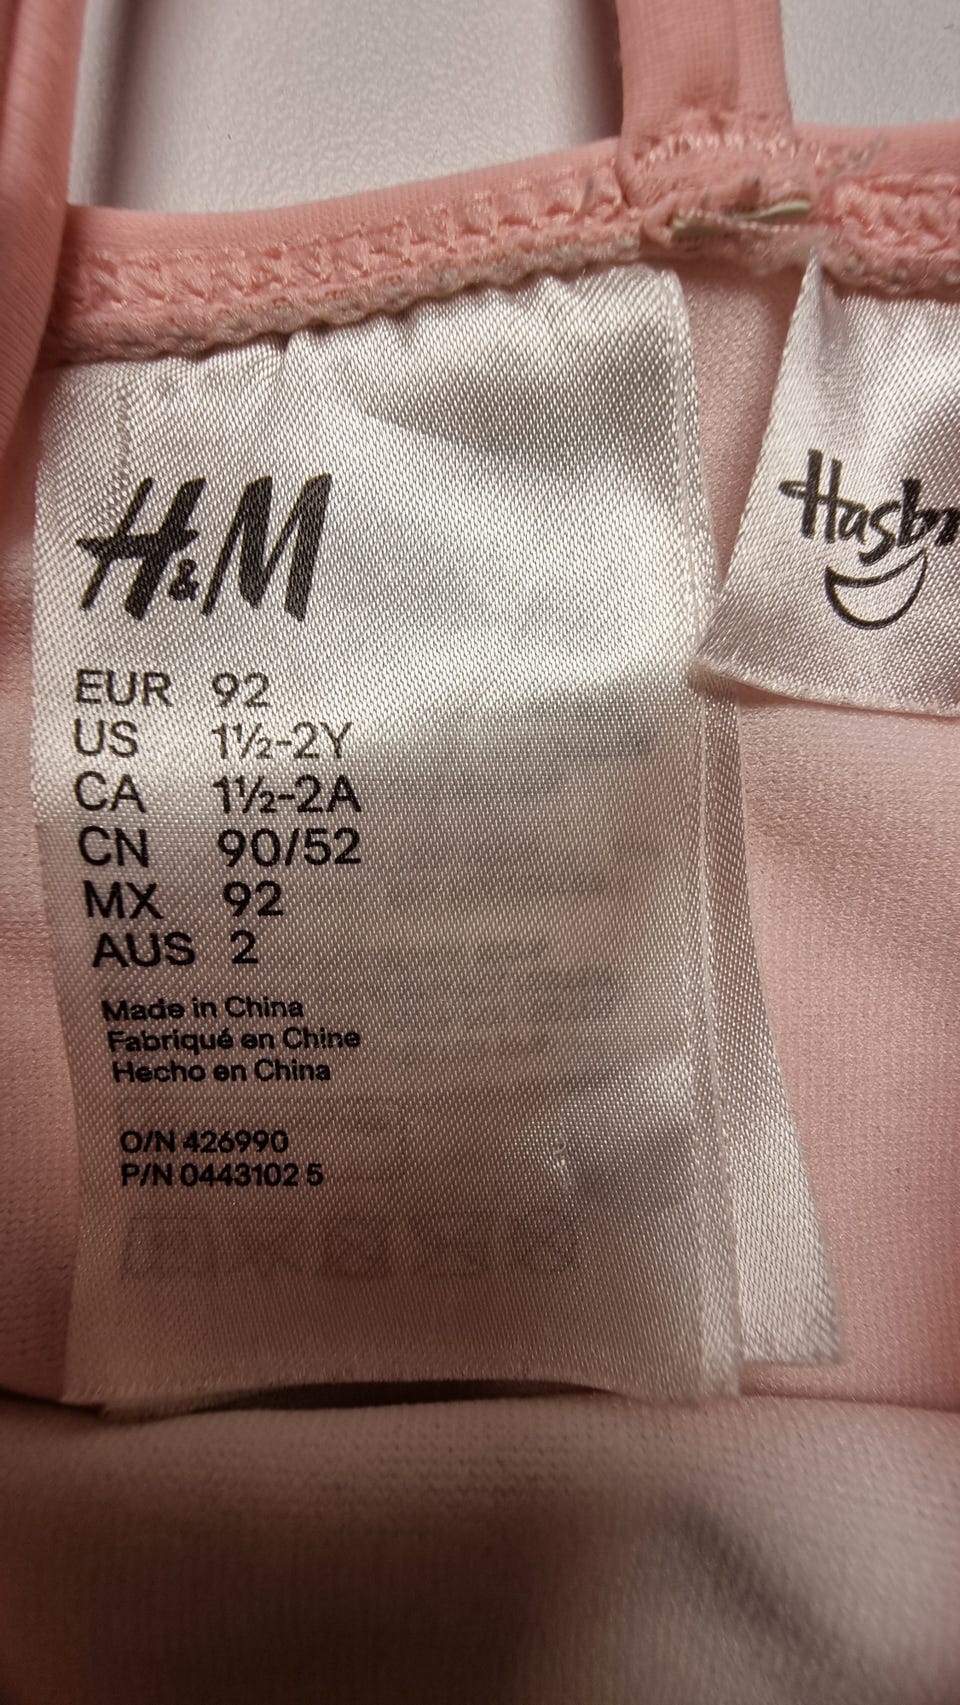 H&M
EUR 92
US 1½-2Y
CA 1½-2A
CN 90/52
MX 92
AUS 2
Made in China
Fabriqué en Chine
Hecho en China
O/N 426990
P/N 0443102 5
Hasbr